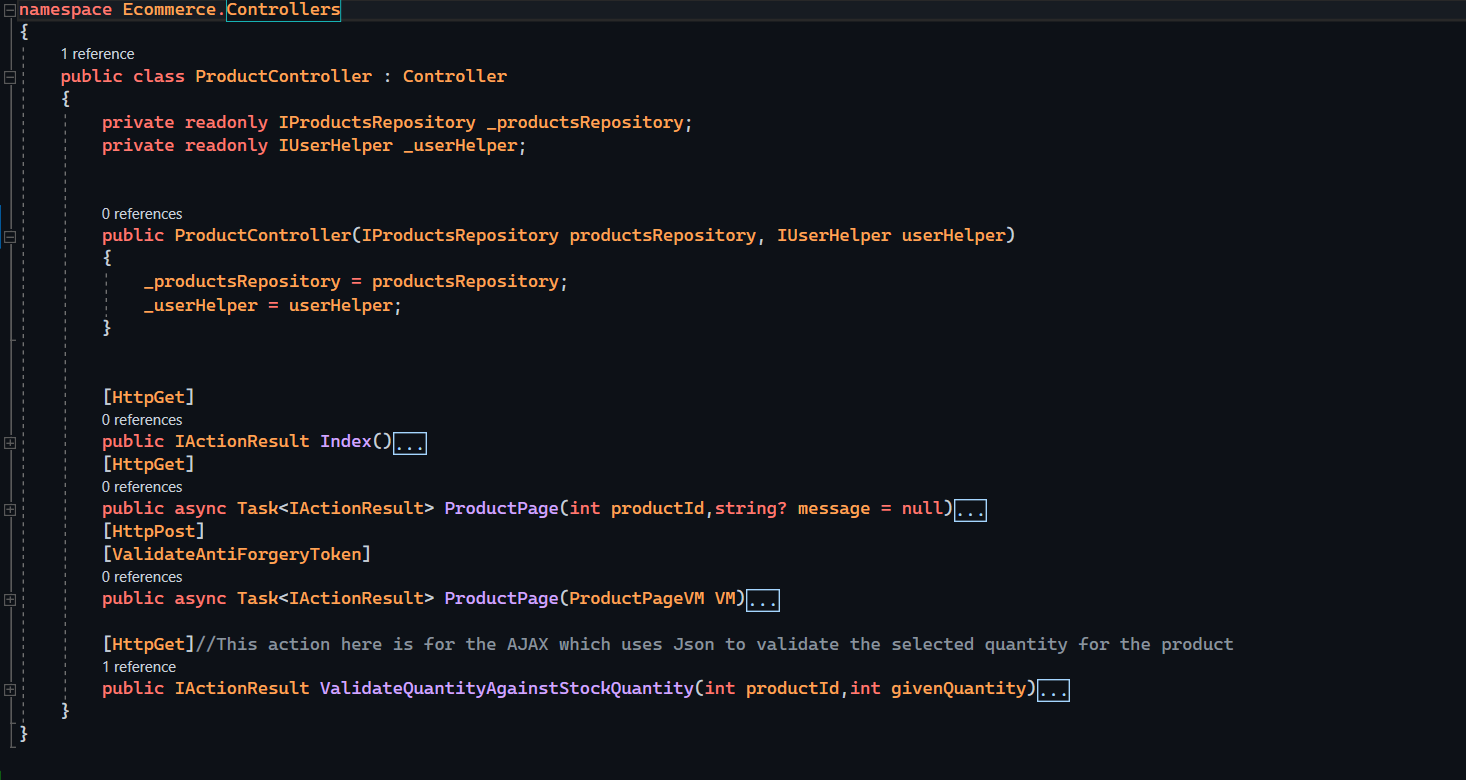 namespace Ecommerce.Controllers
{
1 reference
public class ProductController : Controller
{
private readonly IProductsRepository _productsRepository;
private readonly IUserHelper _userHelper;
0 references
public ProductController(IProductsRepository productsRepository, IUserHelper userHelper)
{
_productsRepository = productsRepository;
_userHelper = userHelper;
}
[HttpGet]
0 references
public IActionResult Index()...
[HttpGet]
0 references
public async Task<IActionResult> ProductPage(int productId,string? message = null)...
[HttpPost]
[ValidateAntiForgeryToken]
0 references
public async Task<IActionResult> ProductPage(ProductPageVM VM)...
[HttpGet]//This action here is for the AJAX which uses Json to validate the selected quantity for the product
1 reference
public IActionResult ValidateQuantityAgainstStockQuantity(int productId,int givenQuantity)...
}
}